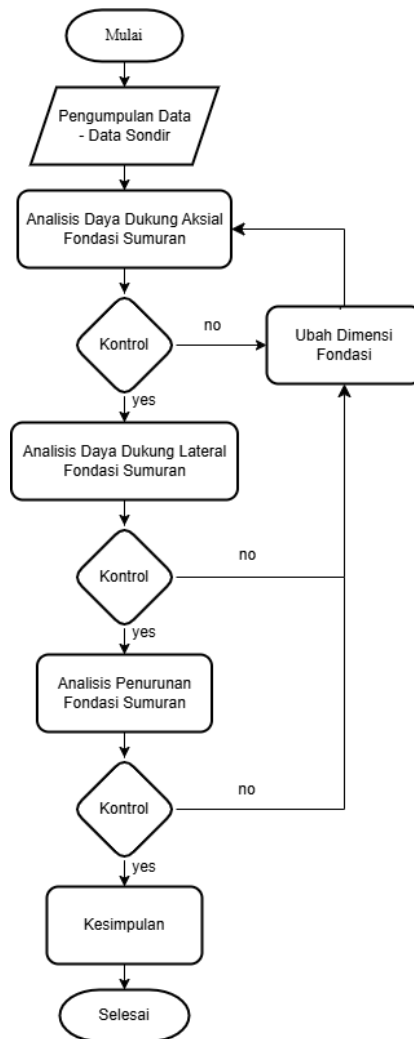 Mulai
Pengumpulan Data
- Data Sondir
Analisis Daya Dukung Aksial
Fondasi Sumuran
Kontrol
no
Ubah Dimensi
Fondasi
yes
Analisis Daya Dukung Lateral
Fondasi Sumuran
Kontrol
no
yes
Analisis Penurunan
Fondasi Sumuran
Kontrol
no
yes
Kesimpulan
Selesai